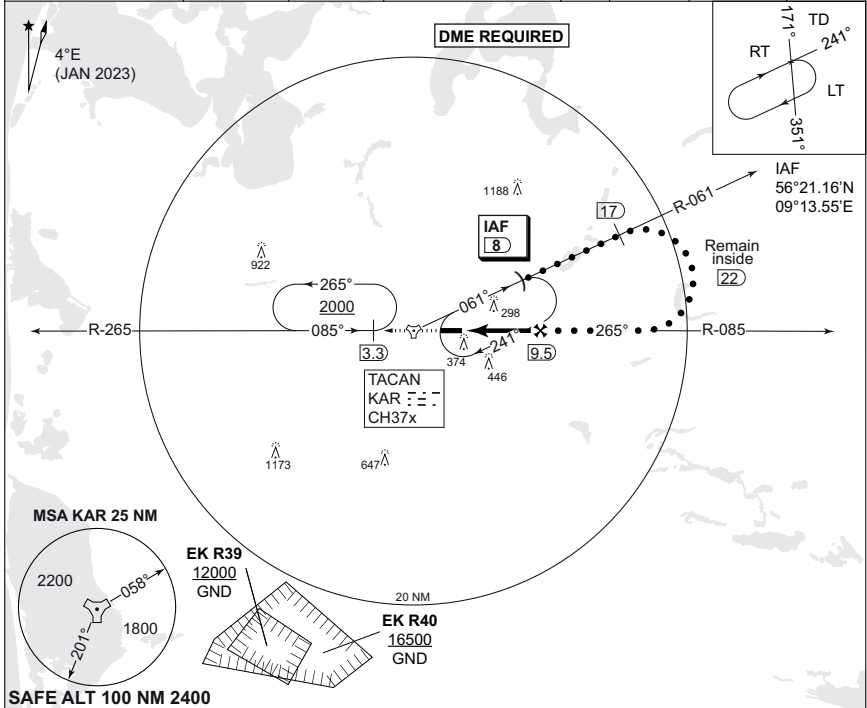 DME REQUIRED
4°E
(JAN 2023)
171°
TD
241°
RT
LT
351°
IAF
56°21.16'N
09°13.55'E
1188
17
R-061
IAF
8
Remain
inside
22
922
265°
2000
061°
298
R-265
085°
265°
R-085
3.3
241°
9.5
374
446
TACAN
KAR
CH37x
1173
647
MSA KAR 25 NM
2200
058°
1800
201°
EK R39
12000
GND
20 NM
EK R40
16500
GND
SAFE ALT 100 NM 2400